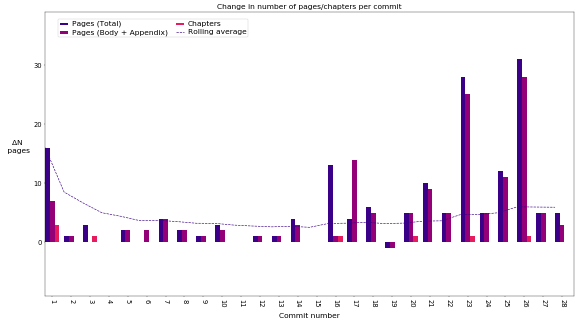 Change in number of pages/chapters per commit
Pages (Total)
Pages (Body + Appendix)
Chapters
Rolling average
30
20
10
0
ΔN
pages
1 2 3 4 5 6 7 8 9 10 11 12 13 14 15 16 17 18 19 20 21 22 23 24 25 26 27 28
Commit number